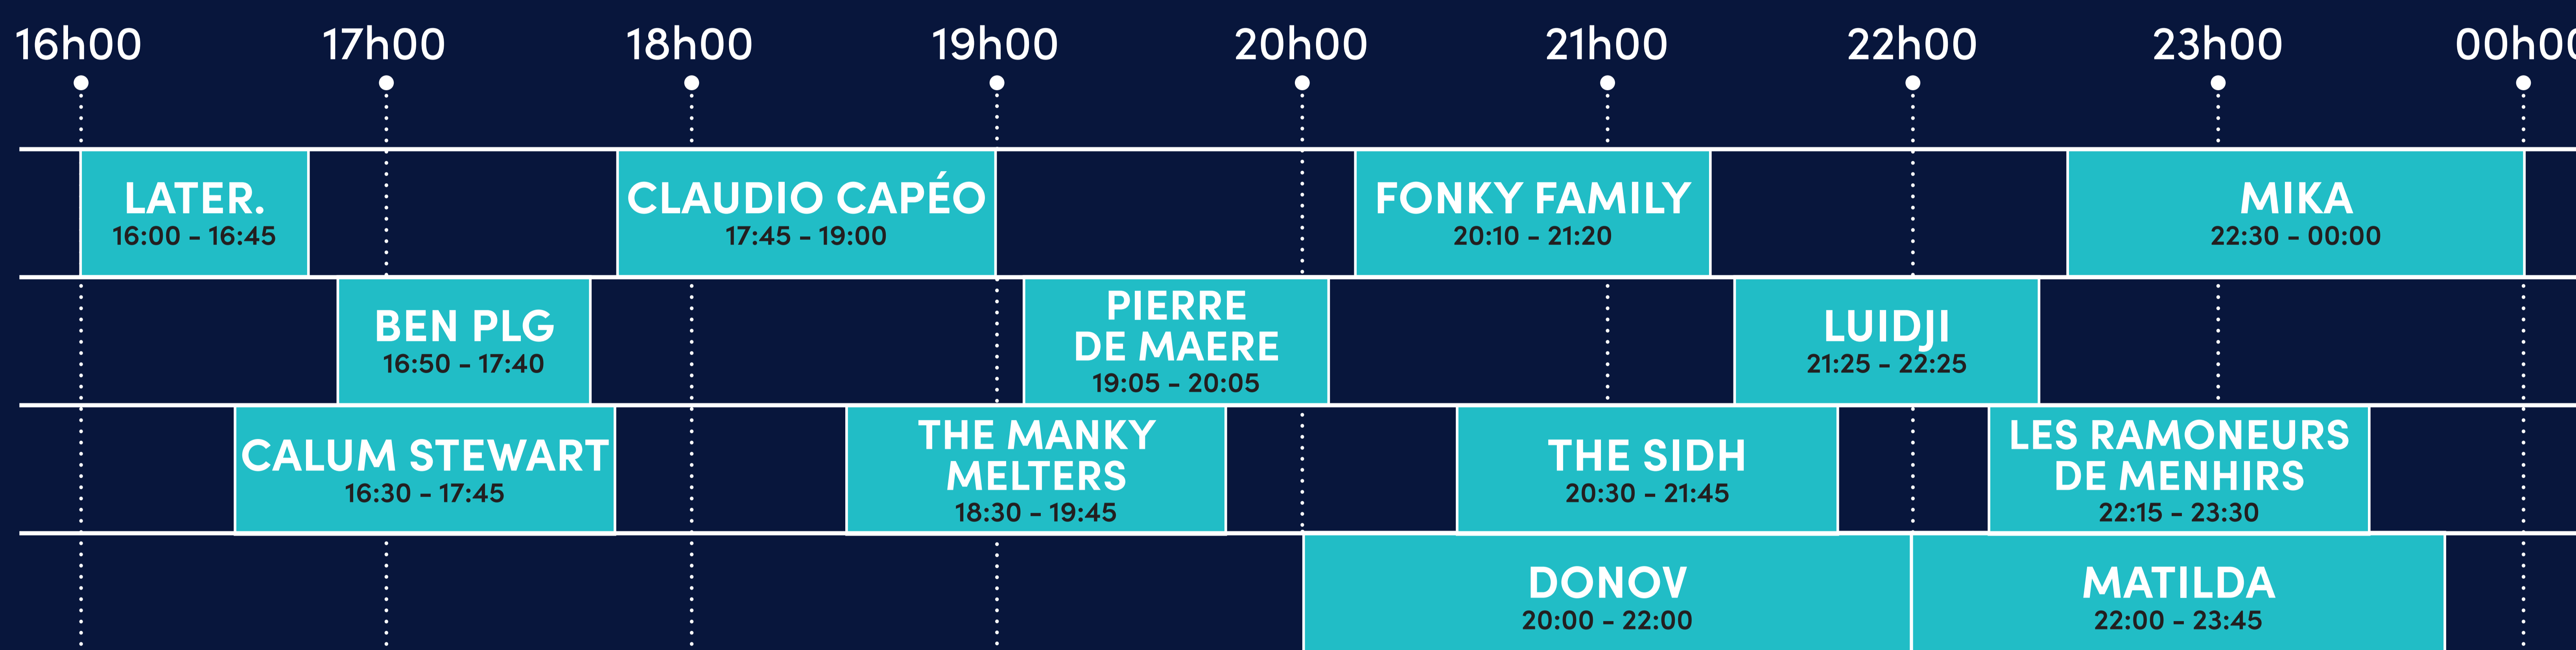 16h00 17h00 18h00 19h00 20h00 21h00 22h00 23h00 00h00
LATER.
16:00 - 16:45
CLAUDIO CAPÉO
17:45 - 19:00
FONKY FAMILY
20:10 - 21:20
MIKA
22:30 - 00:00
BEN PLG
16:50 - 17:40
PIERRE
DE MAERE
19:05 - 20:05
LUIDJI
21:25 - 22:25
CALUM STEWART
16:30 - 17:45
THE MANKY
MELTERS
18:30 - 19:45
THE SIDH
20:30 - 21:45
LES RAMONEURS
DE MENHIRS
22:15 - 23:30
DONOV
20:00 - 22:00
MATILDA
22:00 - 23:45